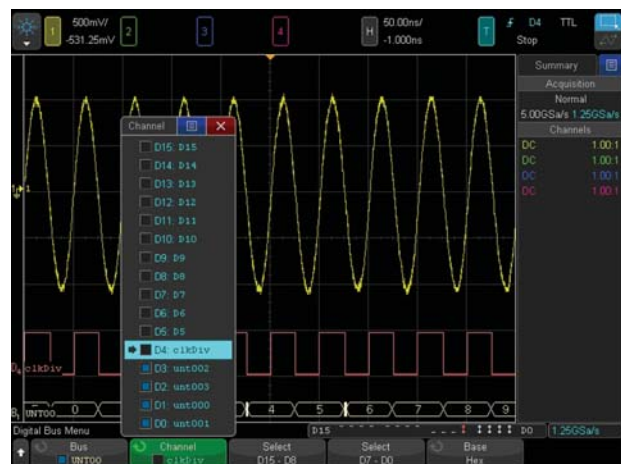 1 500mV/ 2 3 4 H 50.00ns/ T D4 TTL
-531.25mV -1.000ns Stop
Summary
Acquisition
Normal
5.00GSa/s 1.25GSa/s
Channels
DC 1.00:1
DC 1.00:1
DC 1.00:1
DC 1.00:1
Channel
D15: D15
D14: D14
D13: D13
D12: D12
D11: D11
D10: D10
D9: D9
D8: D8
D7: D7
D6: D6
D5: D5
D4: clkDiv
D3: unt002
D2: unt003
D1: unt000
D0: unt001
1
D4 clkDiv
B1 UNT00 0 4 5 6 7 8 9
Digital Bus Menu D15 D0 1.25GSa/s
Bus Channel Select Select Base
UNT00 clkDiv D15 - D8 D7 - D0 Hex